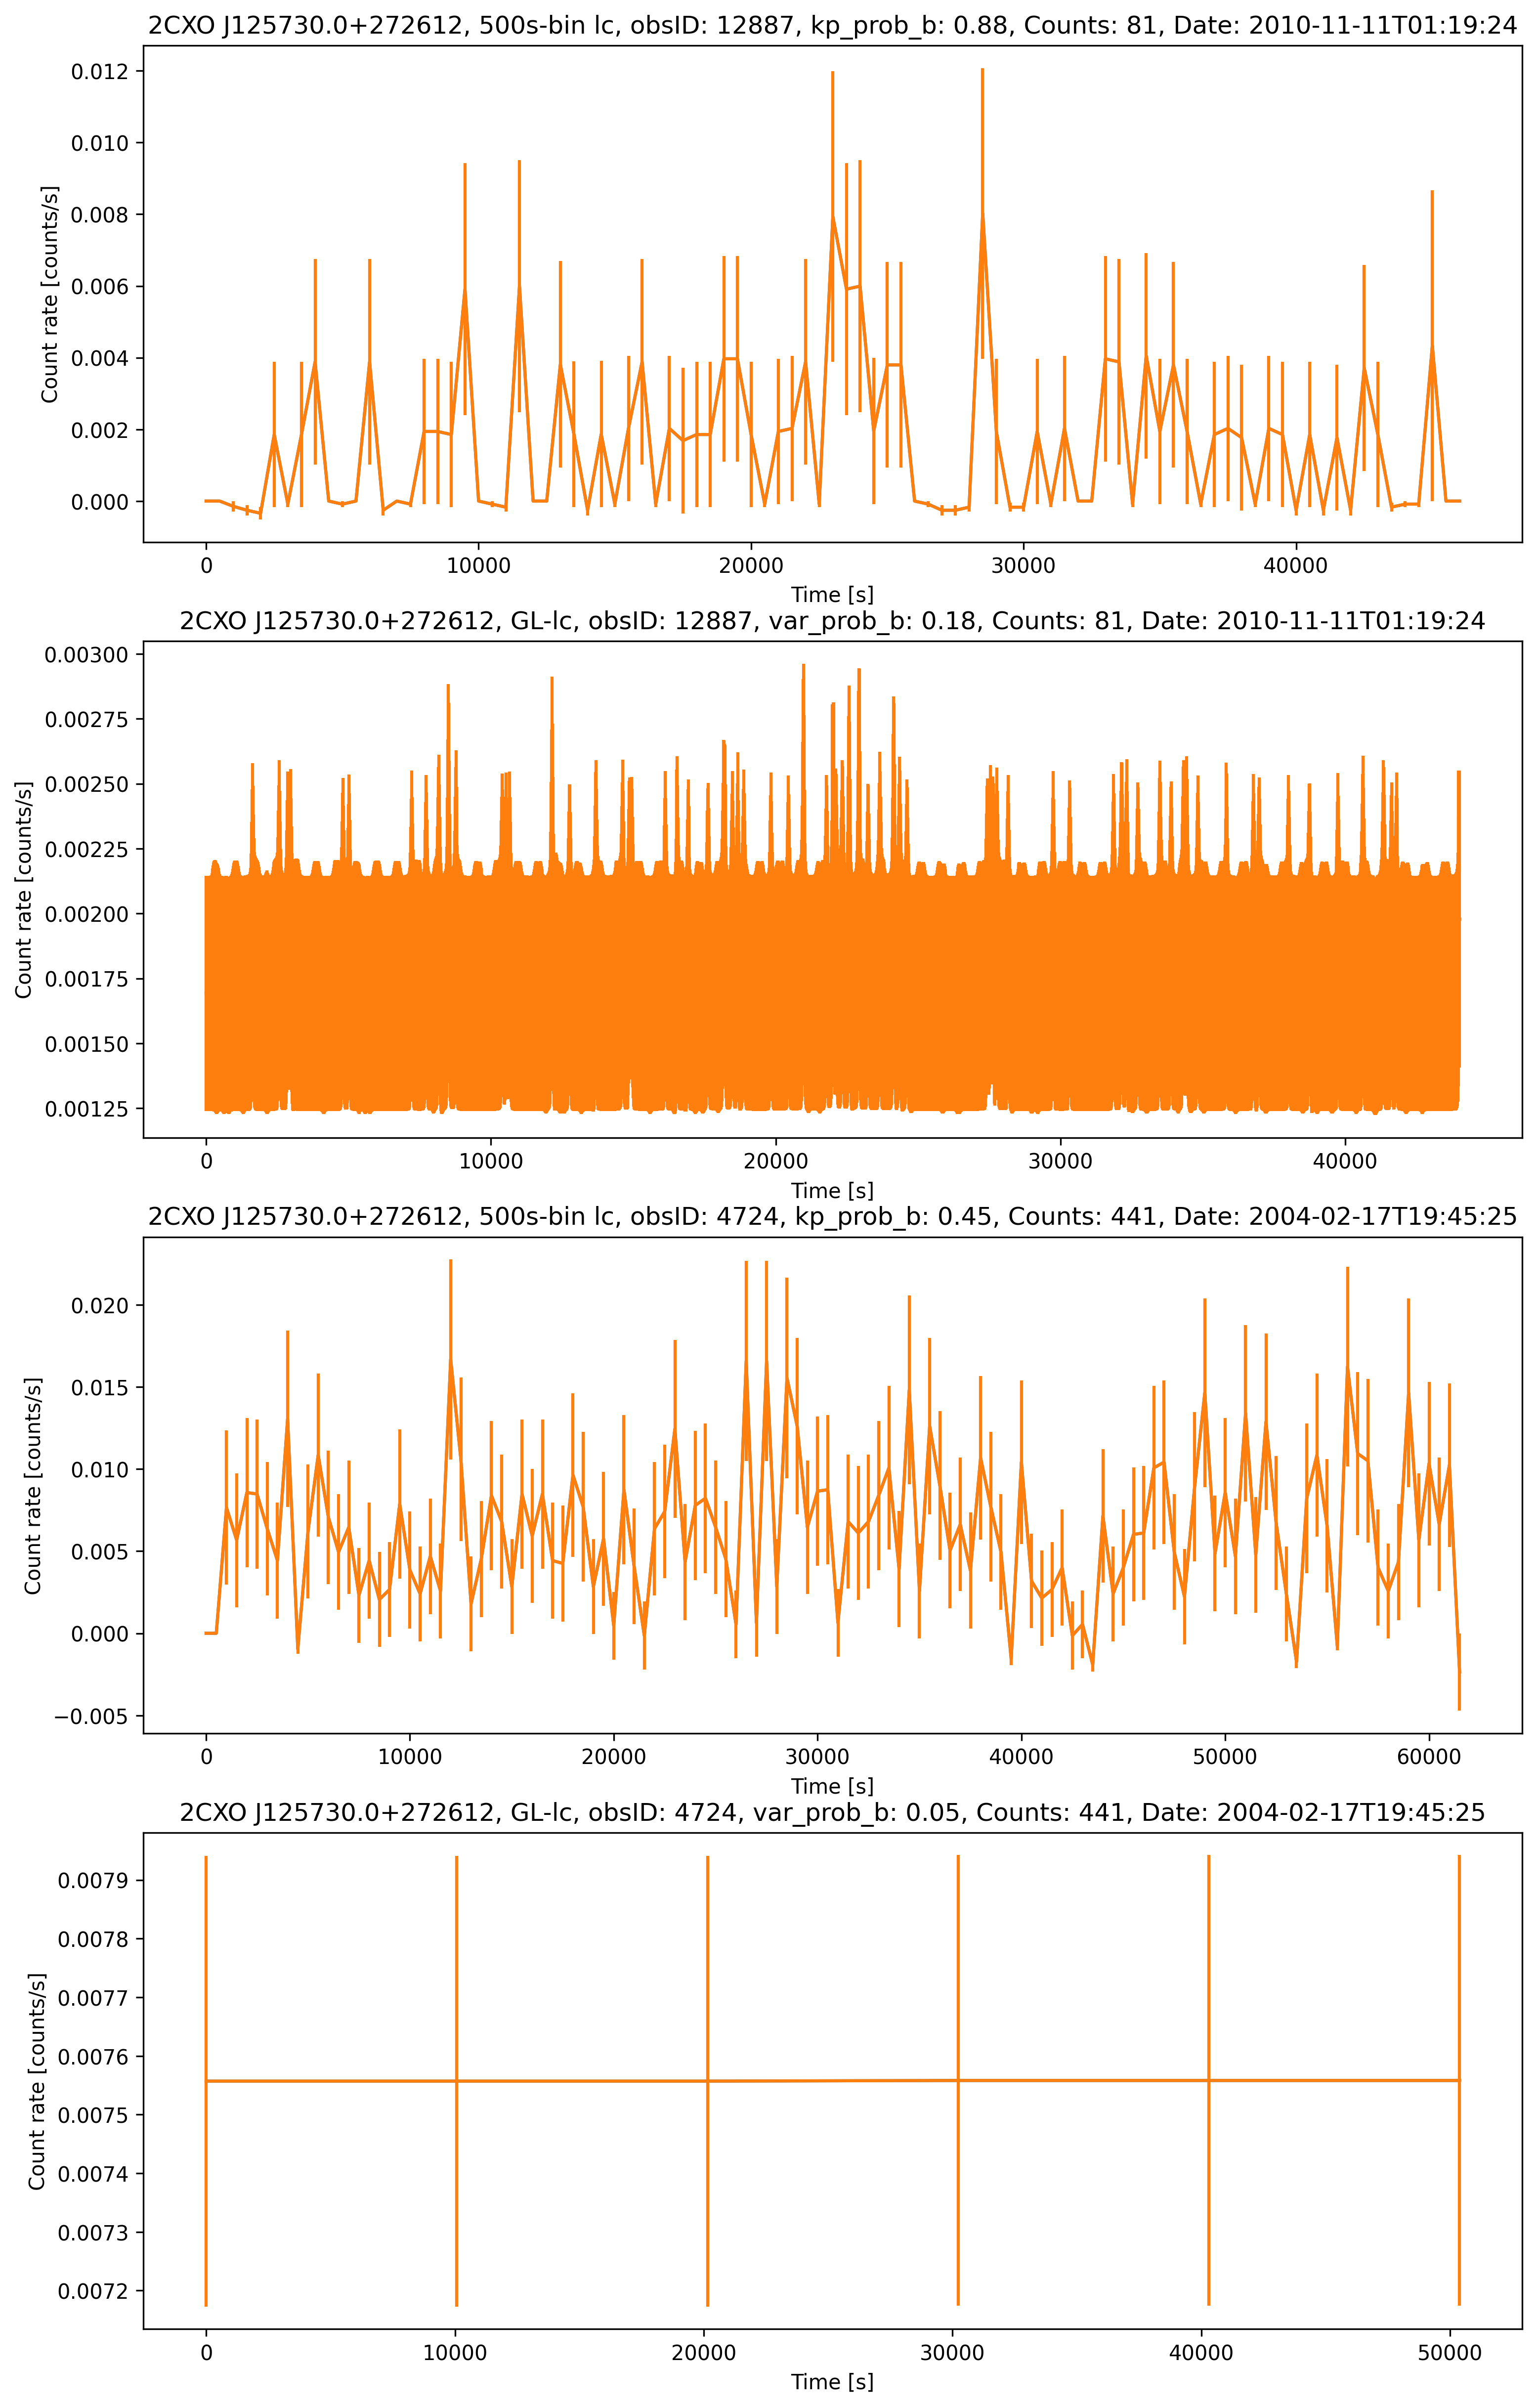 2CXO J125730.0+272612, 500s-bin lc, obsID: 12887, kp_prob_b: 0.88, Counts: 81, Date: 2010-11-11T01:19:24
0.012
0.010
0.008
0.006
0.004
0.002
0.000
Count rate [counts/s]
0 10000 20000 30000 40000
Time [s]
2CXO J125730.0+272612, GL-lc, obsID: 12887, var_prob_b: 0.18, Counts: 81, Date: 2010-11-11T01:19:24
0.00300
0.00275
0.00250
0.00225
0.00200
0.00175
0.00150
0.00125
Count rate [counts/s]
0 10000 20000 30000 40000
Time [s]
2CXO J125730.0+272612, 500s-bin lc, obsID: 4724, kp_prob_b: 0.45, Counts: 441, Date: 2004-02-17T19:45:25
0.020
0.015
0.010
0.005
0.000
−0.005
Count rate [counts/s]
0 10000 20000 30000 40000 50000 60000
Time [s]
2CXO J125730.0+272612, GL-lc, obsID: 4724, var_prob_b: 0.05, Counts: 441, Date: 2004-02-17T19:45:25
0.0079
0.0078
0.0077
0.0076
0.0075
0.0074
0.0073
0.0072
Count rate [counts/s]
0 10000 20000 30000 40000 50000
Time [s]